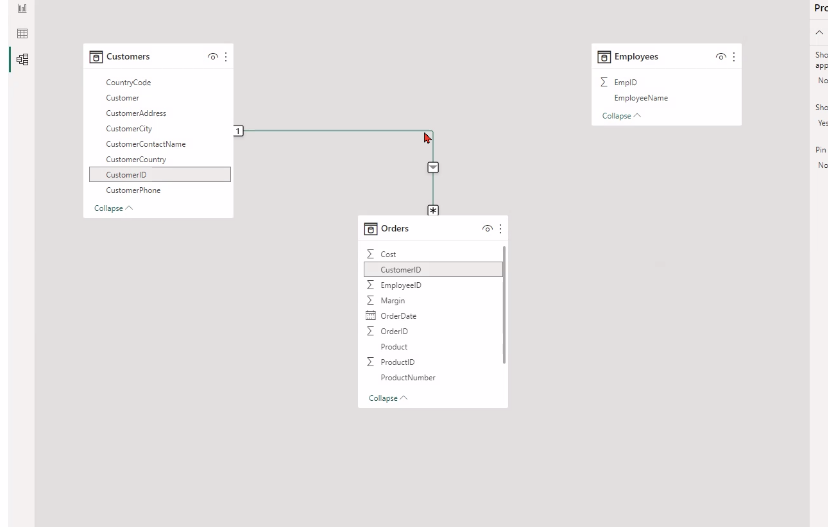 Customers
CountryCode
Customer
CustomerAddress
CustomerCity
CustomerContactName
CustomerCountry
CustomerID
CustomerPhone
Collapse
1
*
Orders
Cost
CustomerID
EmployeeID
Margin
OrderDate
OrderID
Product
ProductID
ProductNumber
Collapse
Employees
EmpID
EmployeeName
Collapse
Pro
Sho
app
No
Sho
Yes
Pin
No